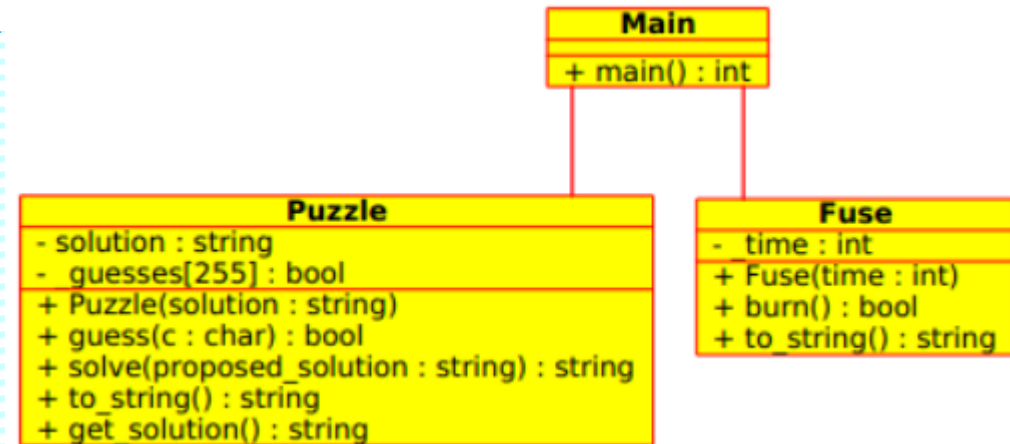 Main
+ main() : int
Puzzle
- solution : string
- _guesses[255] : bool
+ Puzzle(solution : string)
+ guess(c : char) : bool
+ solve(proposed_solution : string) : string
+ to_string() : string
+ get_solution() : string
Fuse
- _time : int
+ Fuse(time : int)
+ burn() : bool
+ to_string() : string